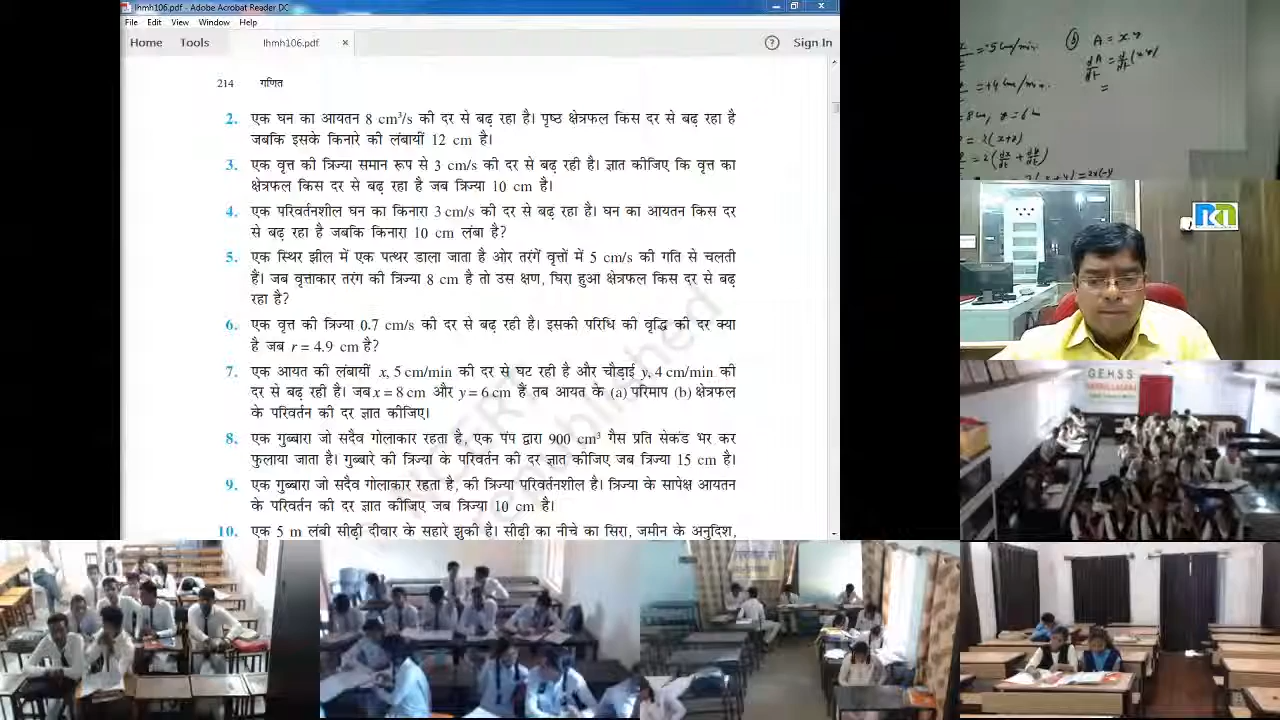 lhmh106.pdf - Adobe Acrobat Reader DC
File Edit View Window Help
Home Tools lhmh106.pdf × ? Sign In
214 गणित
2. एक घन का आयतन 8 cm³/s की दर से बढ़ रहा है। पृष्ठ क्षेत्रफल किस दर से बढ़ रहा है
जबकि इसके किनारे की लंबायीं 12 cm है।
3. एक वृत्त की त्रिज्या समान रूप से 3 cm/s की दर से बढ़ रही है। ज्ञात कीजिए कि वृत्त का
क्षेत्रफल किस दर से बढ़ रहा है जब त्रिज्या 10 cm है।
4. एक परिवर्तनशील घन का किनारा 3 cm/s की दर से बढ़ रहा है। घन का आयतन किस दर
से बढ़ रहा है जबकि किनारा 10 cm लंबा है?
5. एक स्थिर झील में एक पत्थर डाला जाता है ओर तरंगें वृत्तों में 5 cm/s की गति से चलती
हैं। जब वृत्ताकार तरंग की त्रिज्या 8 cm है तो उस क्षण, घिरा हुआ क्षेत्रफल किस दर से बढ़
रहा है?
6. एक वृत्त की त्रिज्या 0.7 cm/s की दर से बढ़ रही है। इसकी परिधि की वृद्धि की दर क्या
है जब r = 4.9 cm है?
7. एक आयत की लंबायीं x, 5 cm/min की दर से घट रही है और चौड़ाई y, 4 cm/min की
दर से बढ़ रही है। जब x = 8 cm और y = 6 cm हैं तब आयत के (a) परिमाप (b) क्षेत्रफल
के परिवर्तन की दर ज्ञात कीजिए।
8. एक गुब्बारा जो सदैव गोलाकार रहता है, एक पंप द्वारा 900 cm³ गैस प्रति सेकंड भर कर
फुलाया जाता है। गुब्बारे की त्रिज्या के परिवर्तन की दर ज्ञात कीजिए जब त्रिज्या 15 cm है।
9. एक गुब्बारा जो सदैव गोलाकार रहता है, की त्रिज्या परिवर्तनशील है। त्रिज्या के सापेक्ष आयतन
के परिवर्तन की दर ज्ञात कीजिए जब त्रिज्या 10 cm है।
10. एक 5 m लंबी सीढ़ी दीवार के सहारे झुकी है। सीढ़ी का नीचे का सिरा, जमीन के अनुदिश,
(b) A = x.y
dA/dt = d/dt (xy)
=
G.E.H.S.S